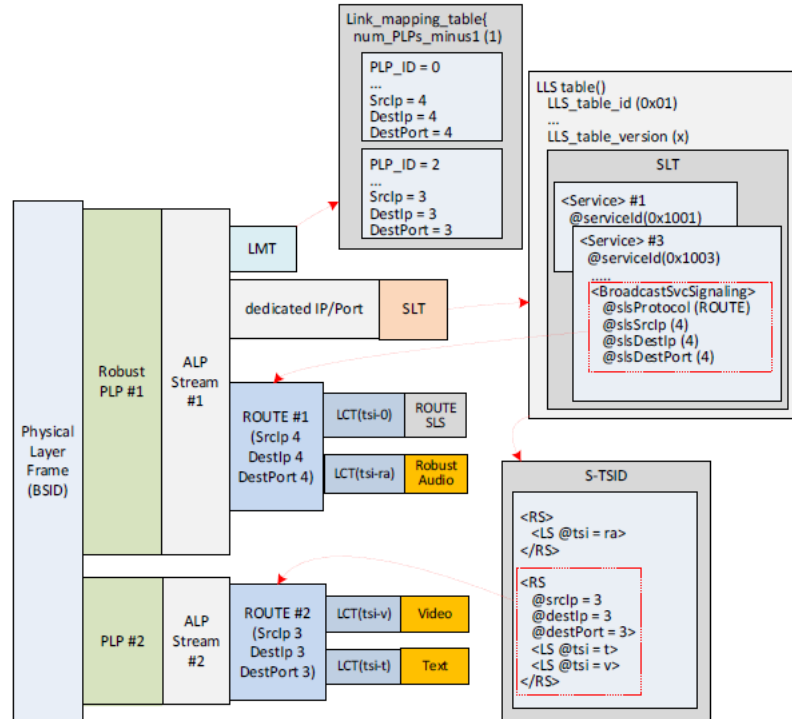 Link_mapping_table{
num_PLPs_minus1 (1)
PLP_ID = 0
...
SrcIp = 4
DestIp = 4
DestPort = 4
PLP_ID = 2
...
SrcIp = 3
DestIp = 3
DestPort = 3
LLS table()
LLS_table_id (0x01)
...
LLS_table_version (x)
SLT
<Service> #1
@serviceId(0x1001)
<Service> #3
@serviceId(0x1003)
.....
<BroadcastSvcSignaling>
@slsProtocol (ROUTE)
@slsSrcIp (4)
@slsDestIp (4)
@slsDestPort (4)
Physical
Layer
Frame
(BSID)
Robust
PLP #1
ALP
Stream
#1
LMT
dedicated IP/Port
SLT
ROUTE #1
(SrcIp 4
DestIp 4
DestPort 4)
LCT(tsi-0)
ROUTE
SLS
LCT(tsi-ra)
Robust
Audio
PLP #2
ALP
Stream
#2
ROUTE #2
(SrcIp 3
DestIp 3
DestPort 3)
LCT(tsi-v)
Video
LCT(tsi-t)
Text
S-TSID
<RS>
<LS @tsi = ra>
</RS>
<RS
@srcIp = 3
@destIp = 3
@destPort = 3>
<LS @tsi = t>
<LS @tsi = v>
</RS>